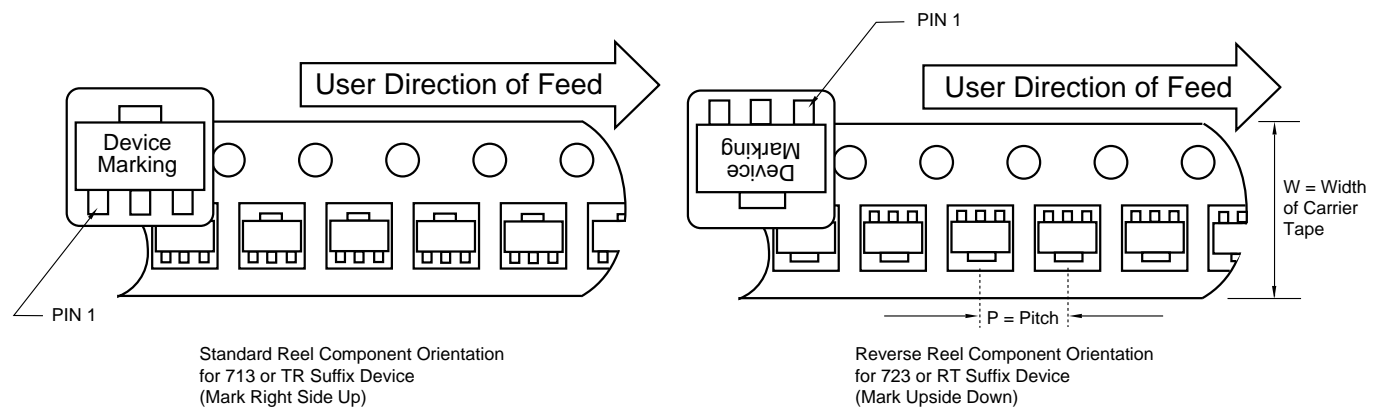 User Direction of Feed
Device
Marking
PIN 1
Standard Reel Component Orientation
for 713 or TR Suffix Device
(Mark Right Side Up)
PIN 1
User Direction of Feed
Device
Marking
W = Width
of Carrier
Tape
P = Pitch
Reverse Reel Component Orientation
for 723 or RT Suffix Device
(Mark Upside Down)